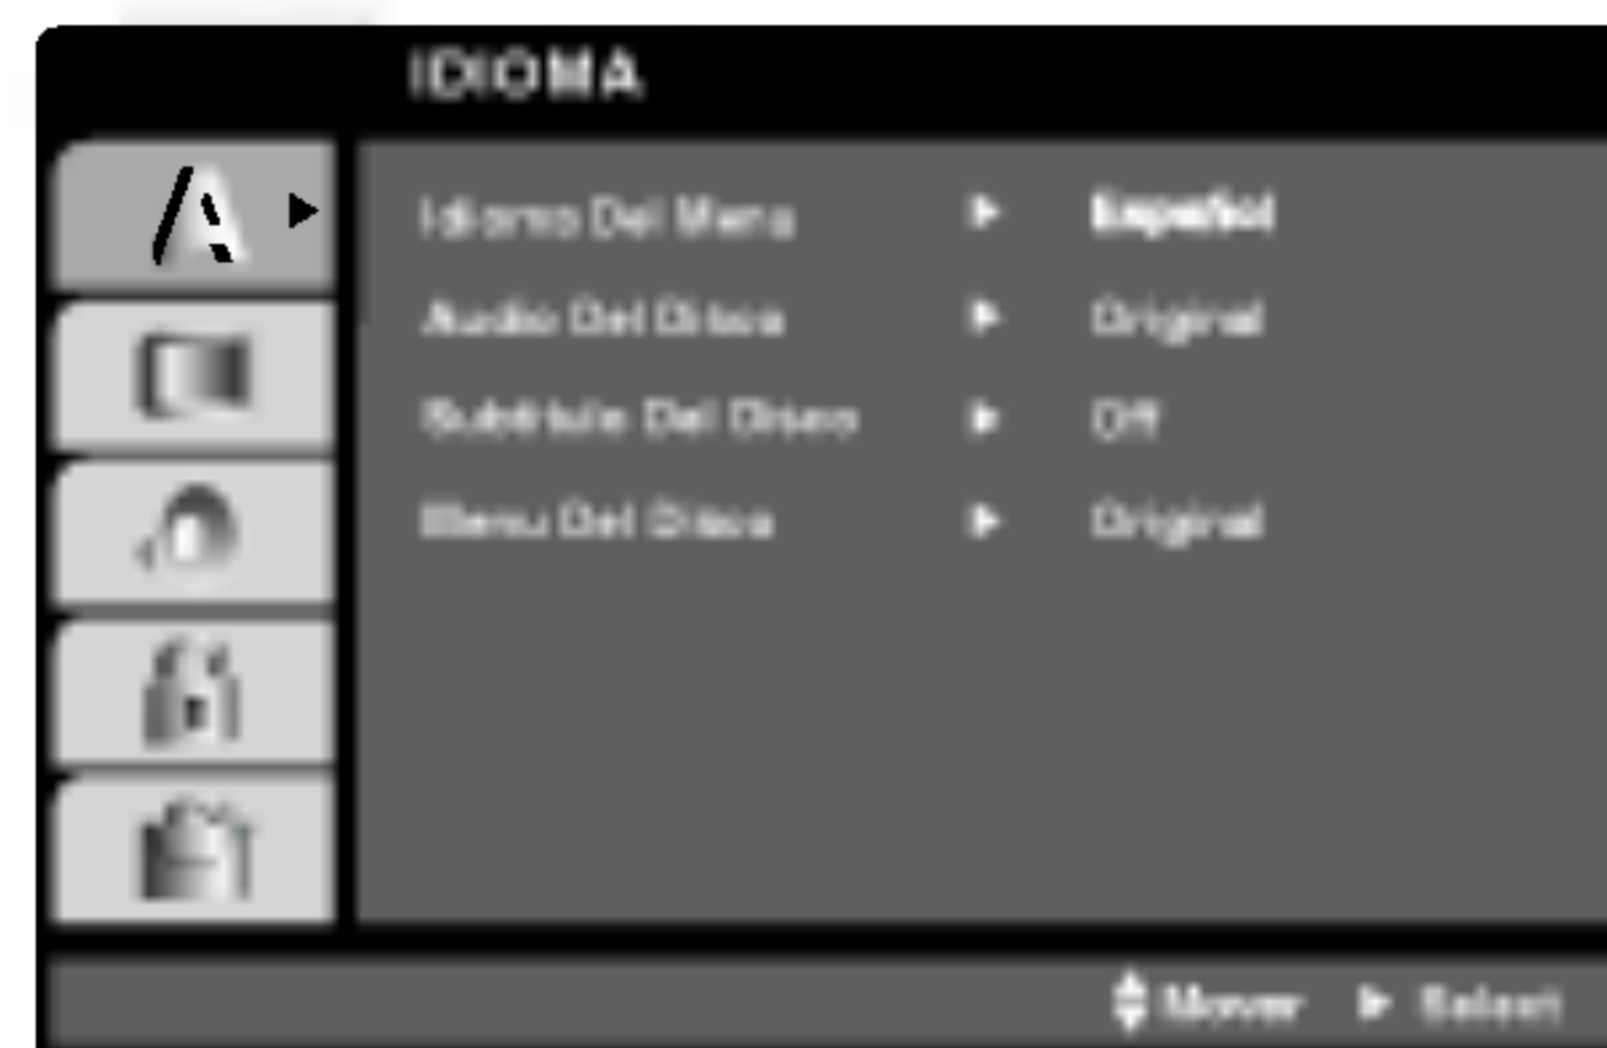 IDIOMA
Idioma Del Menu ▶ Español
Audio Del Disco ▶ Original
Subtitulo Del Disco ▶ Off
Menu Del Disco ▶ Original
Mover ▶ Select